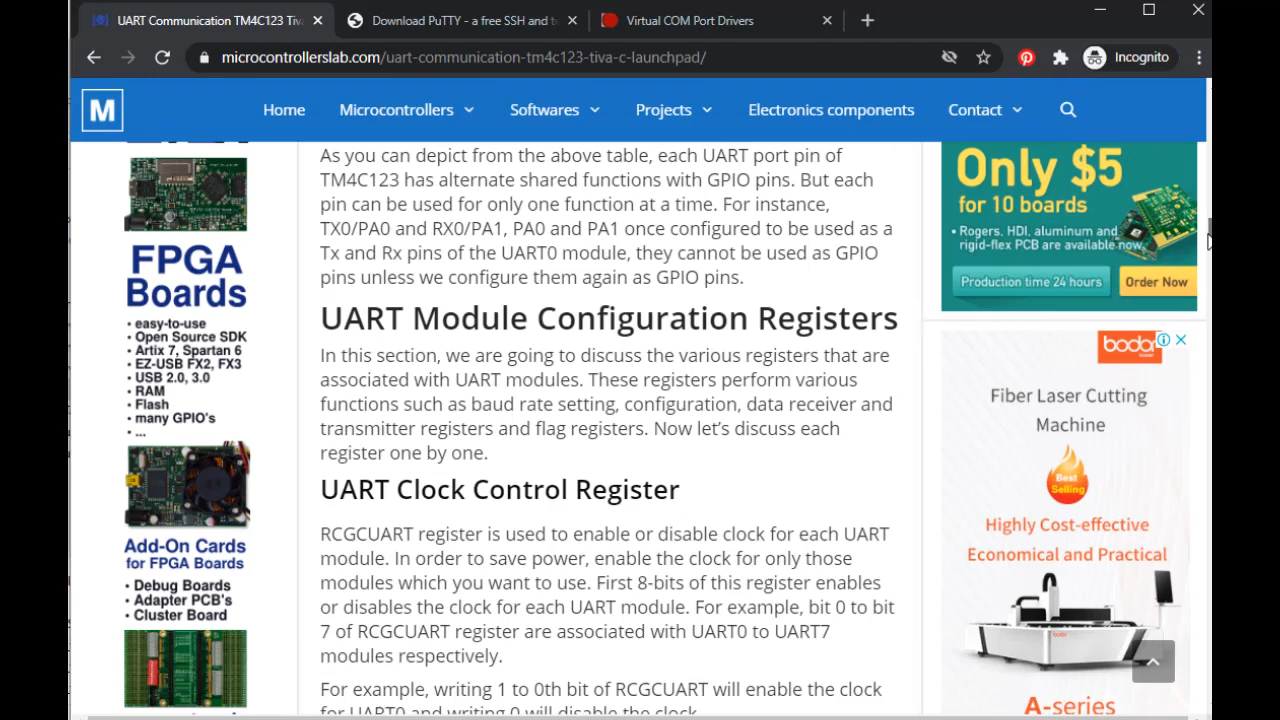 UART Communication TM4C123 Tiv
Download PuTTY - a free SSH and t
Virtual COM Port Drivers
microcontrollerslab.com/uart-communication-tm4c123-tiva-c-launchpad/
Incognito
M
Home
Microcontrollers
Softwares
Projects
Electronics components
Contact
FPGA
Boards
• easy-to-use
• Open Source SDK
• Artix 7, Spartan 6
• EZ-USB FX2, FX3
• USB 2.0, 3.0
• RAM
• Flash
• many GPIO's
• ...
Add-On Cards
for FPGA Boards
• Debug Boards
• Adapter PCB's
• Cluster Board
As you can depict from the above table, each UART port pin of
TM4C123 has alternate shared functions with GPIO pins. But each
pin can be used for only one function at a time. For instance,
TX0/PA0 and RX0/PA1, PA0 and PA1 once configured to be used as a
Tx and Rx pins of the UART0 module, they cannot be used as GPIO
pins unless we configure them again as GPIO pins.
UART Module Configuration Registers
In this section, we are going to discuss the various registers that are
associated with UART modules. These registers perform various
functions such as baud rate setting, configuration, data receiver and
transmitter registers and flag registers. Now let’s discuss each
register one by one.
UART Clock Control Register
RCGCUART register is used to enable or disable clock for each UART
module. In order to save power, enable the clock for only those
modules which you want to use. First 8-bits of this register enables
or disables the clock for each UART module. For example, bit 0 to bit
7 of RCGCUART register are associated with UART0 to UART7
modules respectively.
For example, writing 1 to 0th bit of RCGCUART will enable the clock
for UART0 and writing 0 will disable the clock
Only $5
for 10 boards
• Rogers, HDI, aluminum and
rigid-flex PCB are available now.
Production time 24 hours
Order Now
bodor
Fiber Laser Cutting
Machine
Best
Selling
Highly Cost-effective
Economical and Practical
A-series